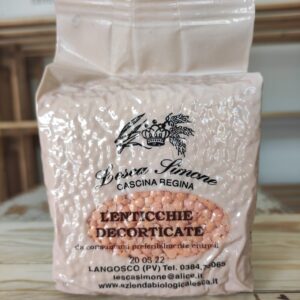 Lesca Simone
CASCINA REGINA
LENTICCHIE
DECORTICATE
da consumarsi preferibilmente entro il
20 05 22
LANGOSCO (PV) Tel. 0384,
lescasimone@alice.it
www.aziendabiologicalesca.it